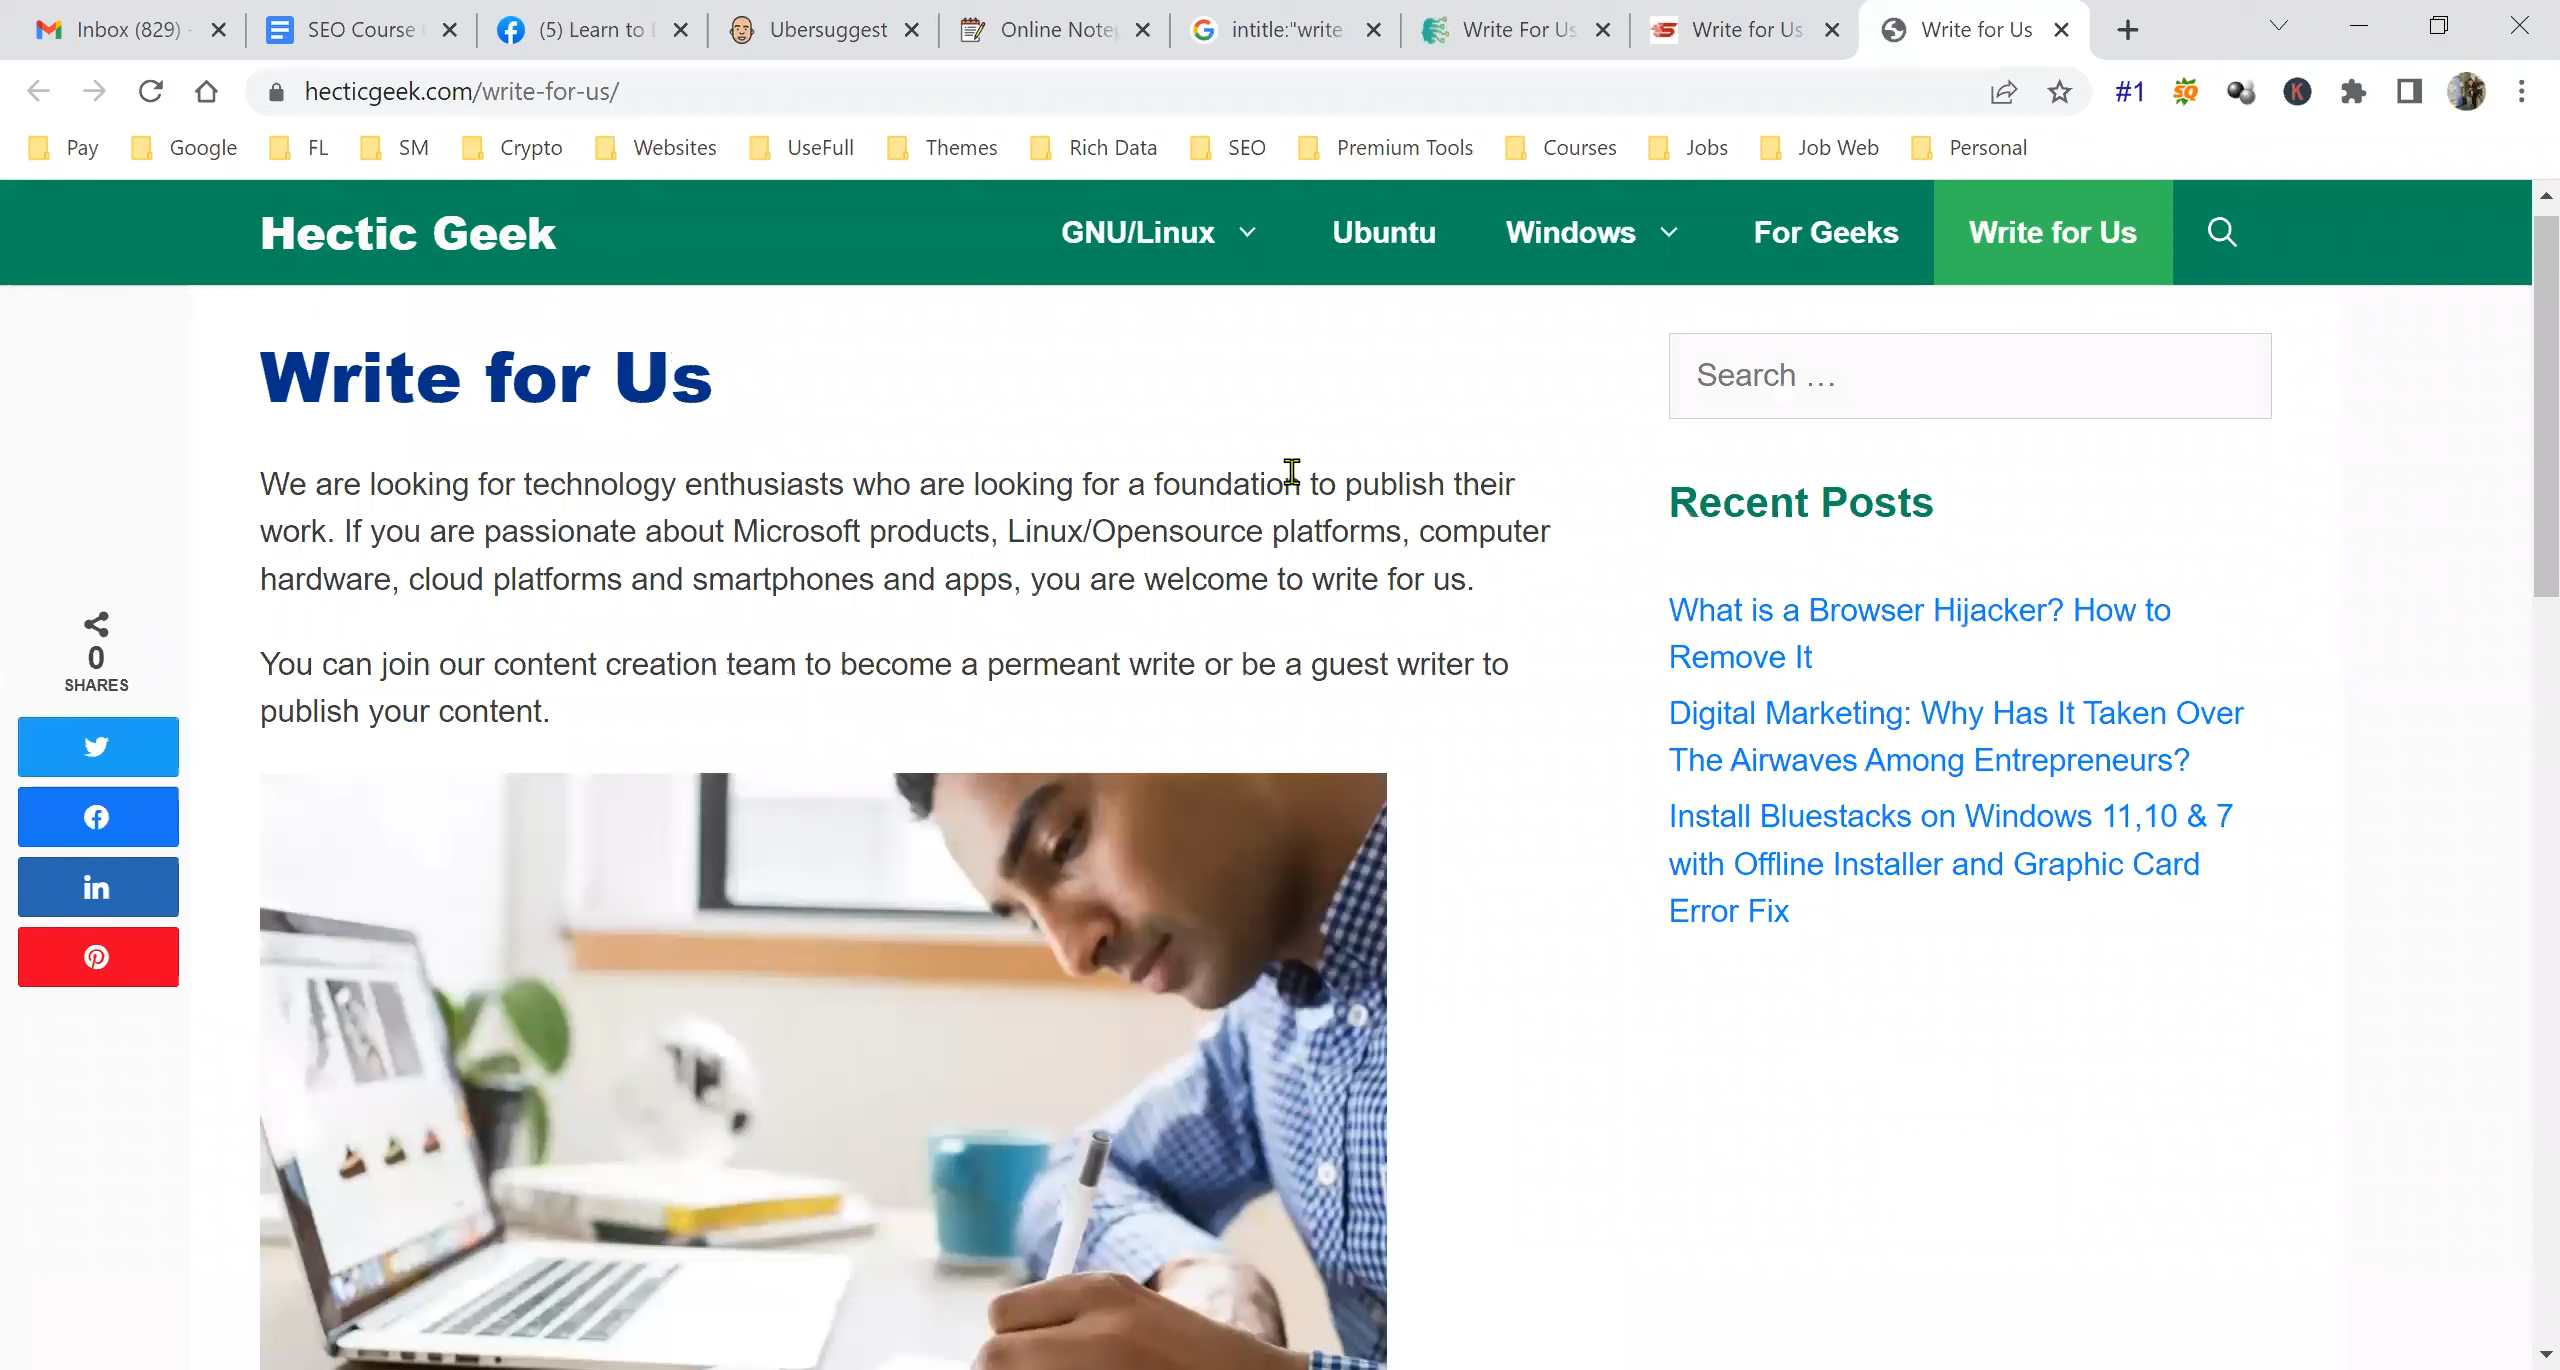 Inbox (829) -
SEO Course
(5) Learn to
Ubersuggest
Online Note
intitle:"write
Write For Us
Write for Us
Write for Us
hecticgeek.com/write-for-us/
#1
SQ
K
Pay
Google
FL
SM
Crypto
Websites
UseFull
Themes
Rich Data
SEO
Premium Tools
Courses
Jobs
Job Web
Personal
Hectic Geek
GNU/Linux
Ubuntu
Windows
For Geeks
Write for Us
Write for Us
We are looking for technology enthusiasts who are looking for a foundation to publish their
work. If you are passionate about Microsoft products, Linux/Opensource platforms, computer
hardware, cloud platforms and smartphones and apps, you are welcome to write for us.
You can join our content creation team to become a permeant write or be a guest writer to
publish your content.
0
SHARES
in
Search …
Recent Posts
What is a Browser Hijacker? How to
Remove It
Digital Marketing: Why Has It Taken Over
The Airwaves Among Entrepreneurs?
Install Bluestacks on Windows 11,10 & 7
with Offline Installer and Graphic Card
Error Fix